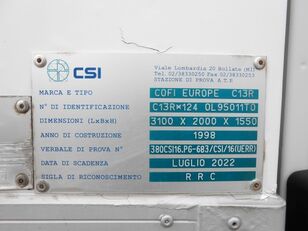 CSI
Viale Lombardia 20 Bollate (MI)
Tel. 02/38330250 Fax 02/38330253
STAZIONE DI PROVA A.T.P.
MARCA E TIPO COFI EUROPE C13R
N° DI IDENTIFICAZIONE C13R*124 OL95011TO
DIMENSIONI (LxBxH) 3100 X 2000 X 1550
ANNO DI COSTRUZIONE 1998
VERBALE DI PROVA N° 380CSI16.PG-683/CSI/16(UERR)
DATA DI SCADENZA LUGLIO 2022
SIGLA DI RICONOSCIMENTO RRC